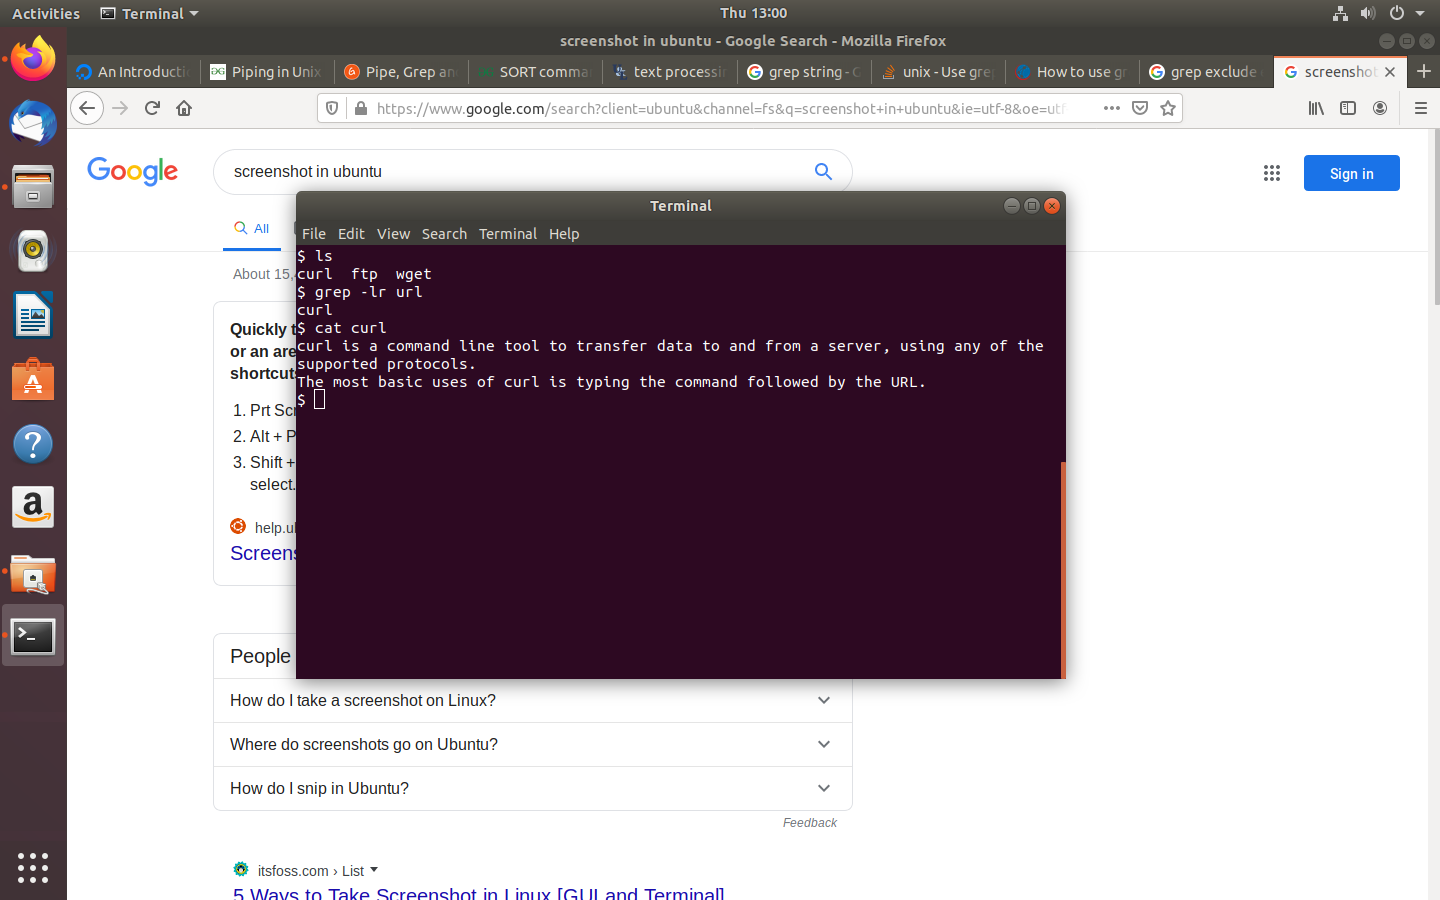 Activities
Terminal
Thu 13:00
screenshot in ubuntu - Google Search - Mozilla Firefox
An Introducti
Piping in Unix
Pipe, Grep an
SORT comma
text processin
grep string - G
unix - Use grep
How to use gr
grep exclude
screenshot
https://www.google.com/search?client=ubuntu&channel=fs&q=screenshot+in+ubuntu&ie=utf-8&oe=utf
Google
screenshot in ubuntu
Sign in
All
About 15,
Terminal
File Edit View Search Terminal Help
$ ls
curl ftp wget
$ grep -lr url
curl
$ cat curl
curl is a command line tool to transfer data to and from a server, using any of the
supported protocols.
The most basic uses of curl is typing the command followed by the URL.
$
Quickly t
or an are
shortcut
1. Prt Scr
2. Alt + P
3. Shift +
select.
help.ul
Screens
People
How do I take a screenshot on Linux?
Where do screenshots go on Ubuntu?
How do I snip in Ubuntu?
Feedback
itsfoss.com › List
5 Ways to Take Screenshot in Linux [GUI and Terminal]